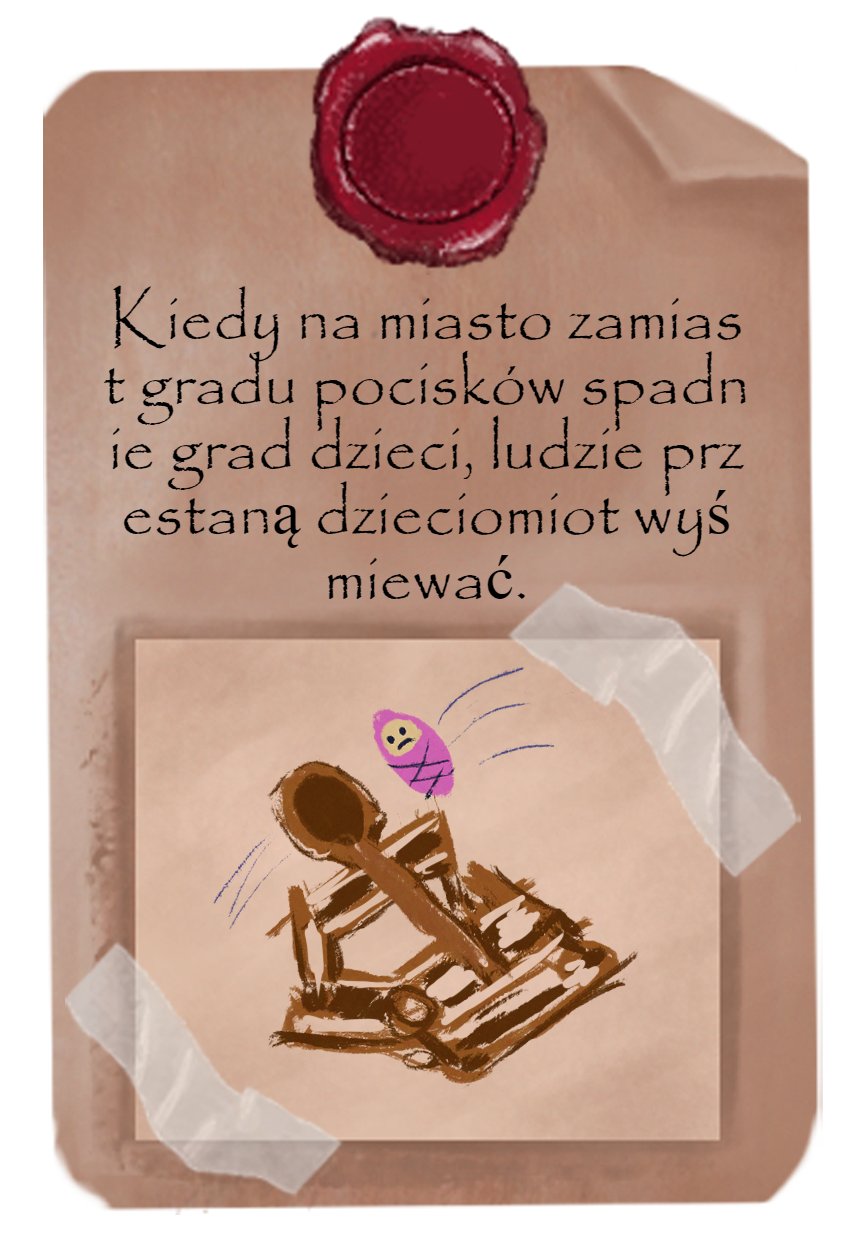 Kiedy na miasto zamias
t gradu pocisków spadn
ie grad dzieci, ludzie prz
estaną dzieciomiot wyś
miewać.